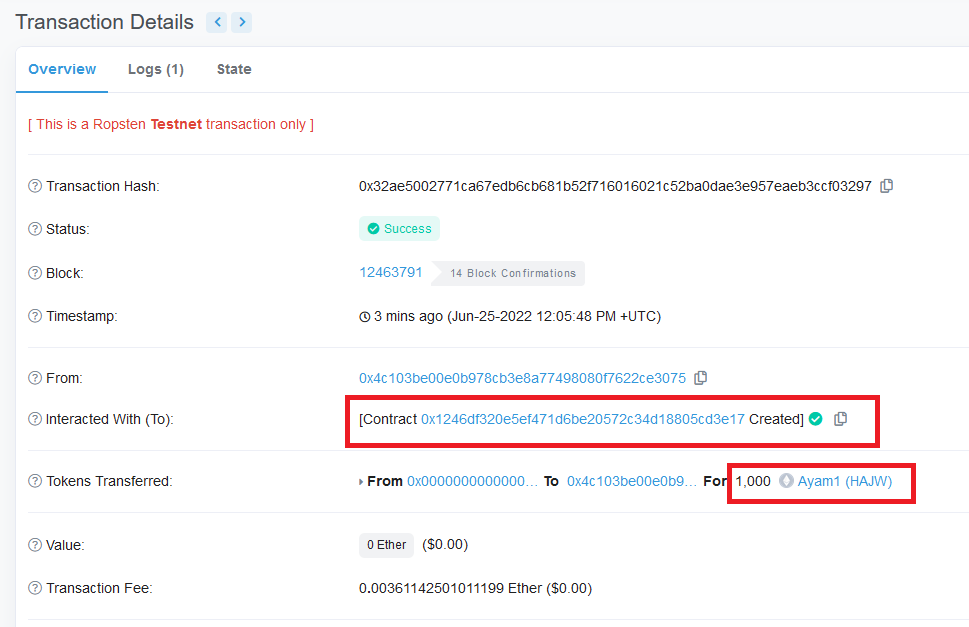 Transaction Details
Overview Logs (1) State
[ This is a Ropsten Testnet transaction only ]
Transaction Hash: 0x32ae5002771ca67edb6cb681b52f716016021c52ba0dae3e957eaeb3ccf03297
Status: Success
Block: 12463791 14 Block Confirmations
Timestamp: 3 mins ago (Jun-25-2022 12:05:48 PM +UTC)
From: 0x4c103be00e0b978cb3e8a77498080f7622ce3075
Interacted With (To): [Contract 0x1246df320e5ef471d6be20572c34d18805cd3e17 Created]
Tokens Transferred: From 0x0000000000000... To 0x4c103be00e0b9... For 1,000 Ayam1 (HAJW)
Value: 0 Ether ($0.00)
Transaction Fee: 0.00361142501011199 Ether ($0.00)